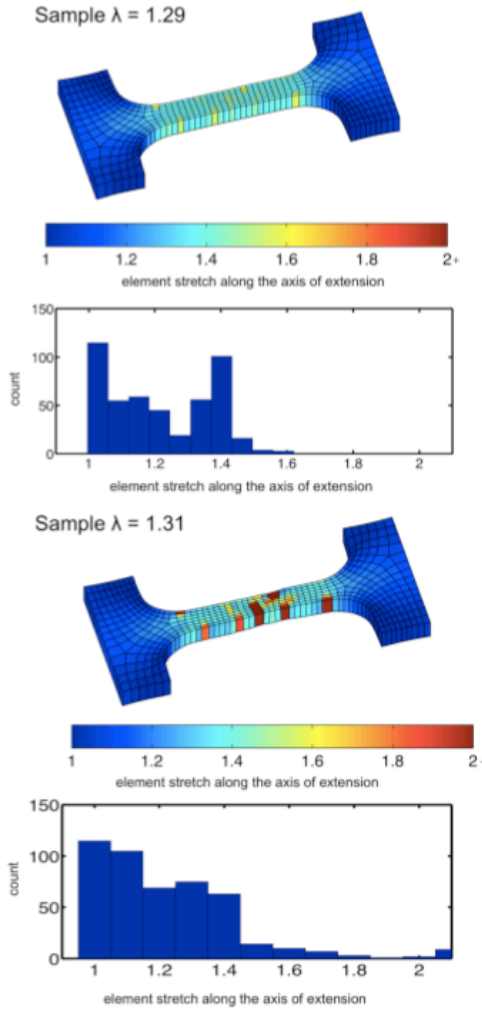 Sample λ = 1.29
1 1.2 1.4 1.6 1.8 2+
element stretch along the axis of extension
150
100
50
0
count
1 1.2 1.4 1.6 1.8 2
element stretch along the axis of extension
Sample λ = 1.31
1 1.2 1.4 1.6 1.8 2
element stretch along the axis of extension
150
100
50
0
count
1 1.2 1.4 1.6 1.8 2
element stretch along the axis of extension